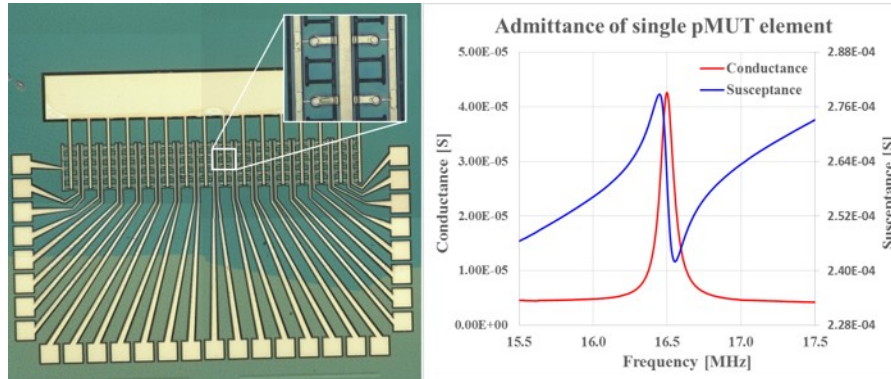 Admittance of single pMUT element
5.00E-05
4.00E-05
3.00E-05
2.00E-05
1.00E-05
0.00E+00
Conductance [S]
Conductance
Susceptance
2.88E-04
2.76E-04
2.64E-04
2.52E-04
2.40E-04
2.28E-04
Susceptance [S]
15.5 16.0 16.5 17.0 17.5
Frequency [MHz]